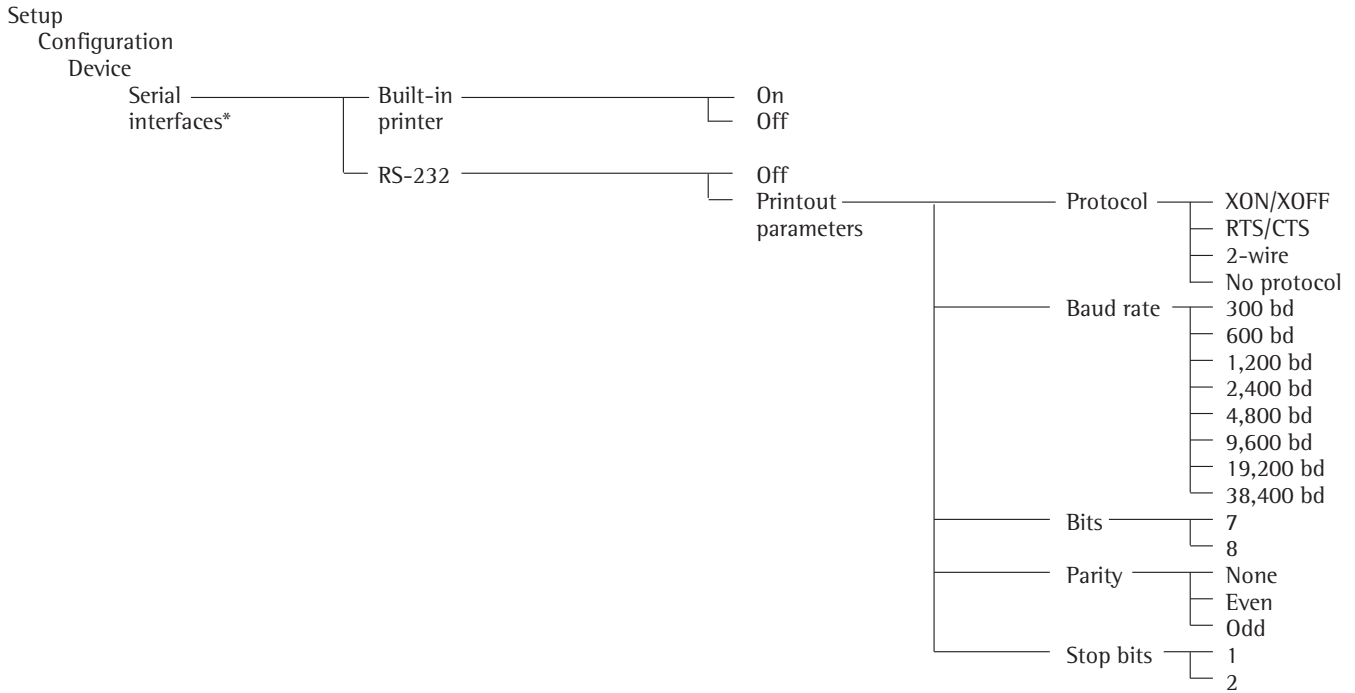 Setup
Configuration
Device
Serial interfaces*
Built-in printer
On
Off
RS-232
Off
Printout parameters
Protocol
XON/XOFF
RTS/CTS
2-wire
No protocol
Baud rate
300 bd
600 bd
1,200 bd
2,400 bd
4,800 bd
9,600 bd
19,200 bd
38,400 bd
Bits
7
8
Parity
None
Even
Odd
Stop bits
1
2